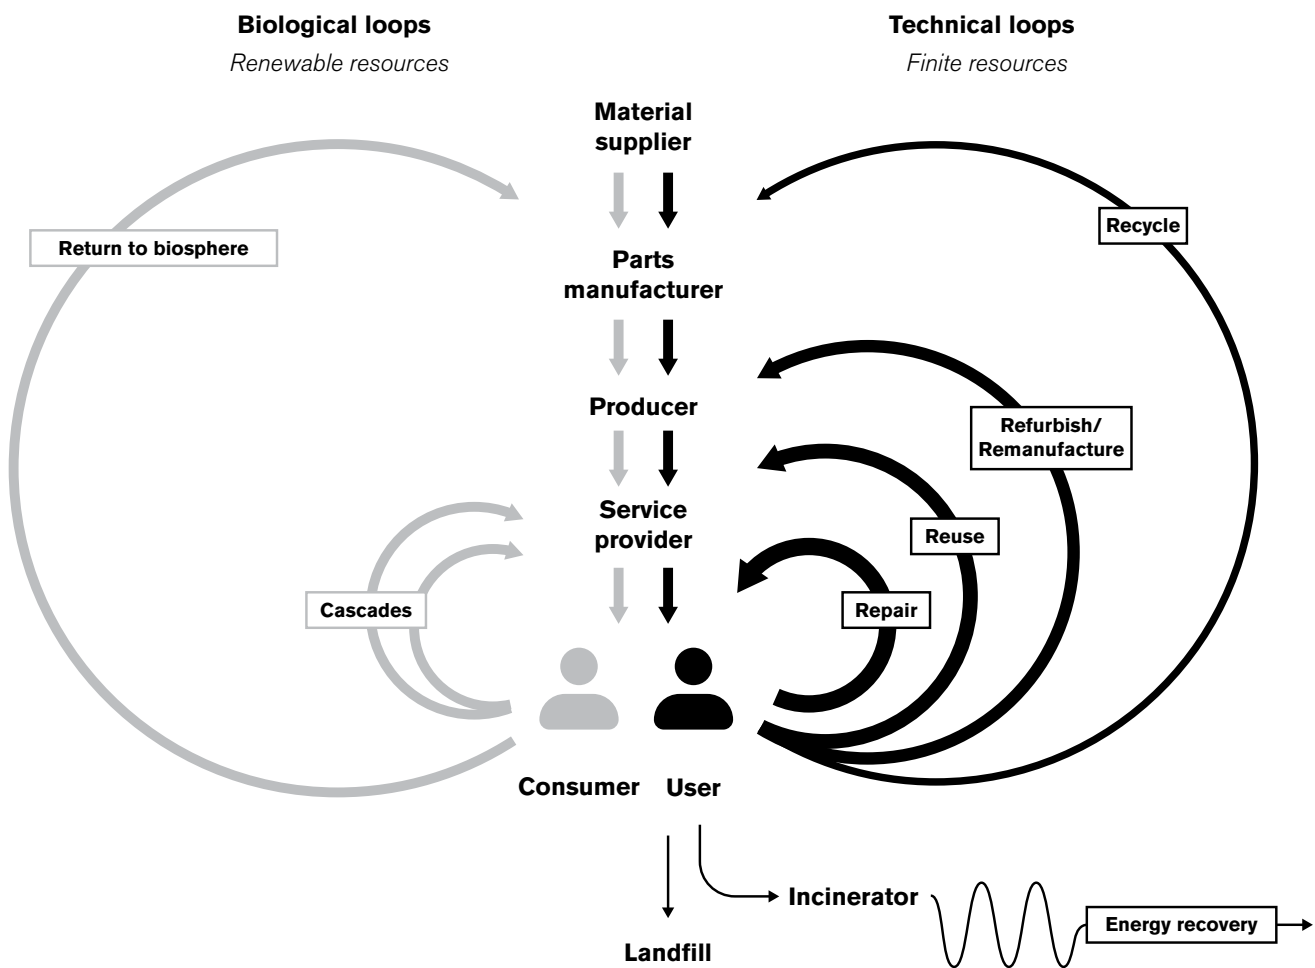 Biological loops
Renewable resources
Technical loops
Finite resources
Material
supplier
Recycle
Return to biosphere
Parts
manufacturer
Producer
Refurbish/
Remanufacture
Service
provider
Reuse
Cascades
Repair
Consumer
User
Incinerator
Energy recovery
Landfill